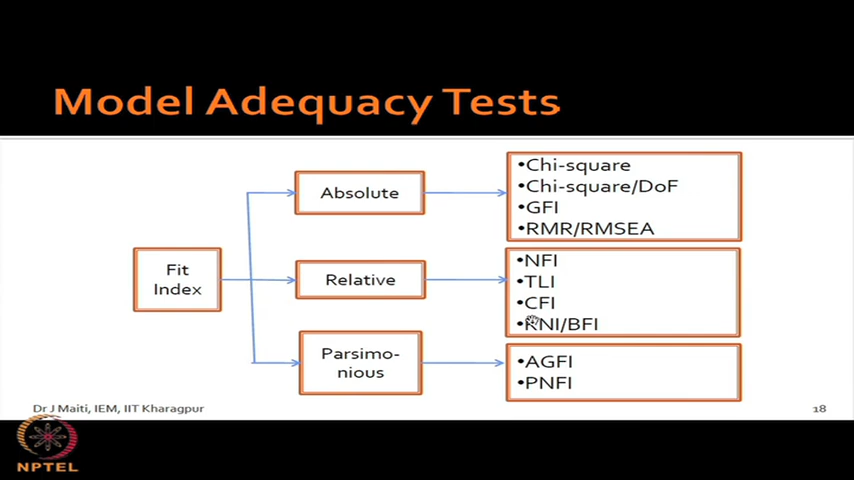 Model Adequacy Tests
Fit
Index
Absolute
•Chi-square
•Chi-square/DoF
•GFI
•RMR/RMSEA
Relative
•NFI
•TLI
•CFI
•RNI/BFI
Parsimo-
nious
•AGFI
•PNFI
Dr J Maiti, IEM, IIT Kharagpur
18
NPTEL